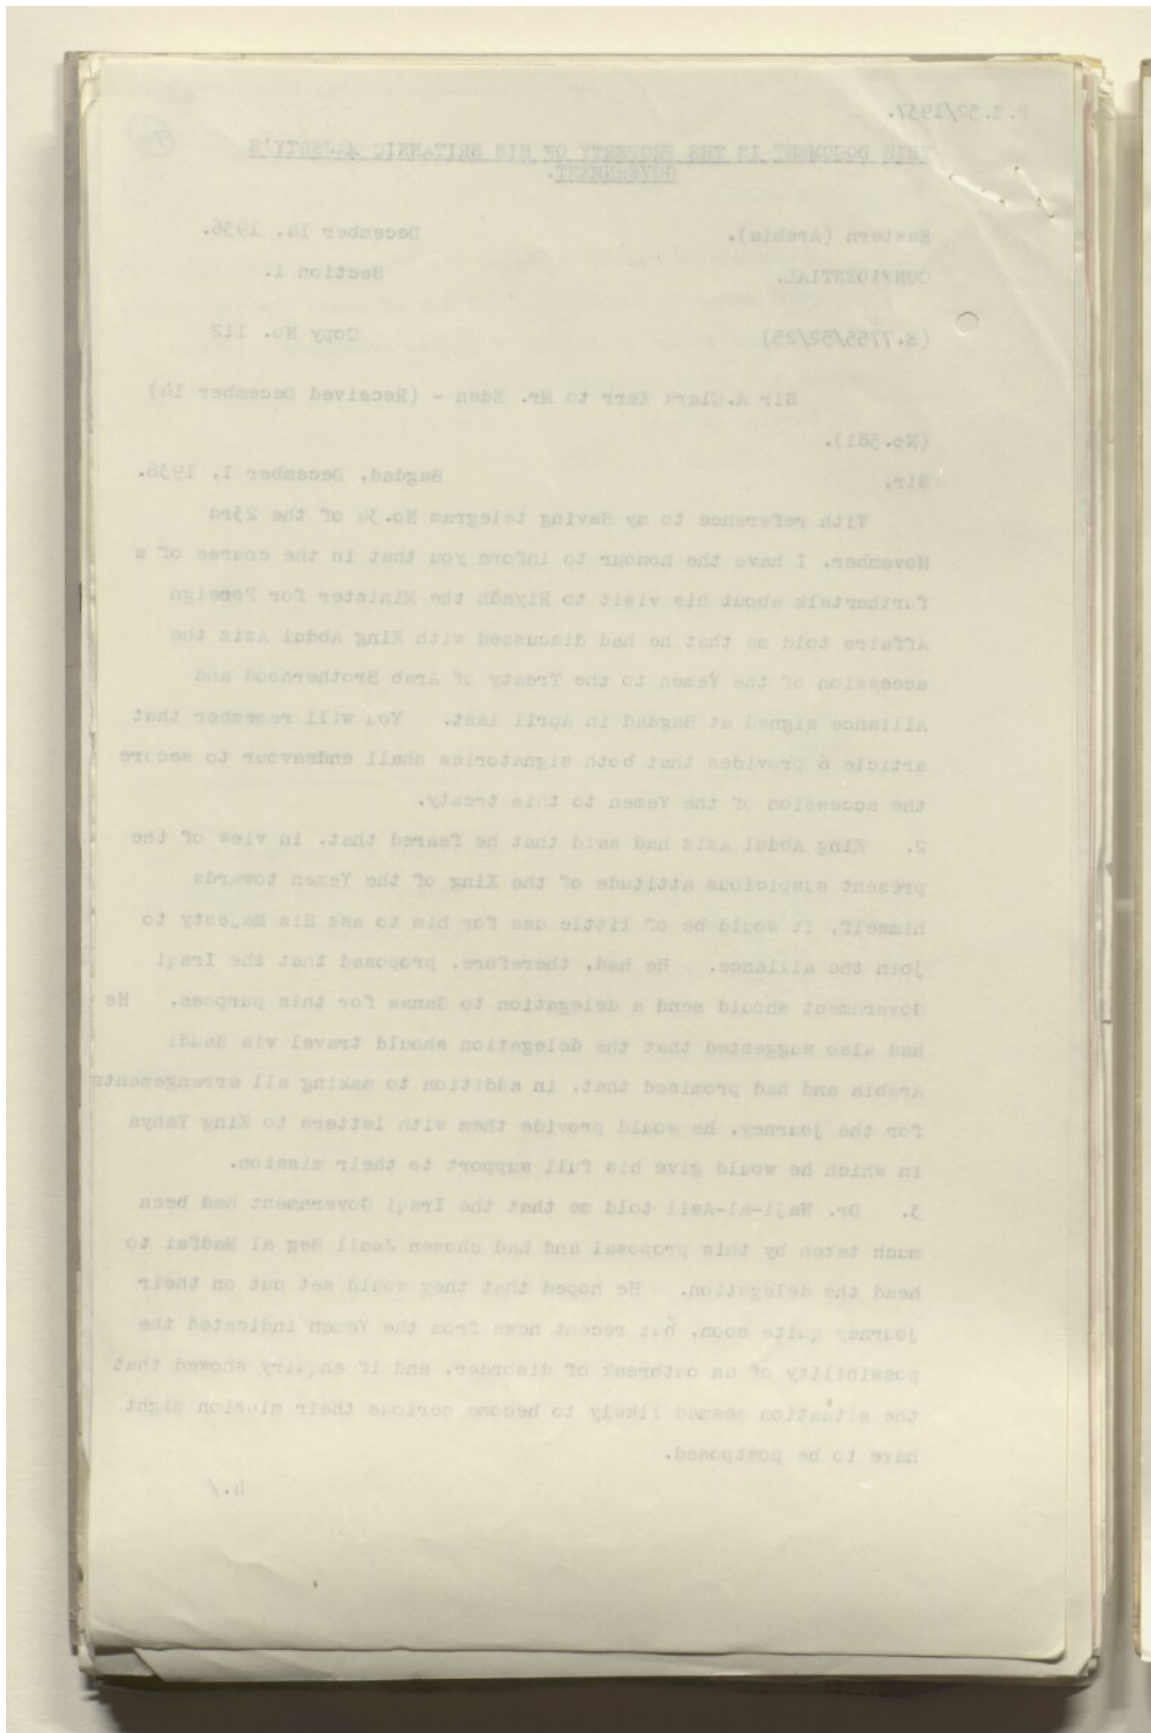 P.Z.52/1937.
THIS DOCUMENT IS THE PROPERTY OF HIS BRITANNIC MAJESTY'S
GOVERNMENT.
Eastern (Arabia). December 14, 1936.
CONFIDENTIAL. Section 1.
(E.7755/52/25) Copy No. 112
Sir A.Clark Kerr to Mr. Eden - (Received December 14)
(No.581).
Sir, Bagdad, December 1, 1936.
With reference to my Saving telegram No.34 of the 23rd
November, I have the honour to inform you that in the course of a
furthertalk about his visit to Riyadh the Minister for Foreign
Affairs told me that he had discussed with King Abdul Aziz the
accession of the Yemen to the Treaty of Arab Brotherhood and
Alliance signed at Bagdad in April last. You will remember that
article 6 provides that both signatories shall endeavour to secure
the accession of the Yemen to this treaty.
2. King Abdul Aziz had said that he feared that, in view of the
present suspicious attitude of the King of the Yemen towards
himself, it would be of little use for him to ask His Majesty to
join the alliance. He had, therefore, proposed that the Iraqi
Government should send a delegation to Sanaa for this purpose. He
had also suggested that the delegation should travel via Saudi
Arabia and had promised that, in addition to making all arrangements
for the journey, he would provide them with letters to King Yahya
in which he would give his full support to their mission.
3. Dr. Naji-al-Asil told me that the Iraqi Government had been
much taken by this proposal and had chosen Jamil Beg al Madfai to
head the delegation. He hoped that they would set out on their
journey quite soon, but recent news from the Yemen indicated the
possibility of an outbreak of disorder, and if enquiry showed that
the situation seemed likely to become serious their mission might
have to be postponed.
4./